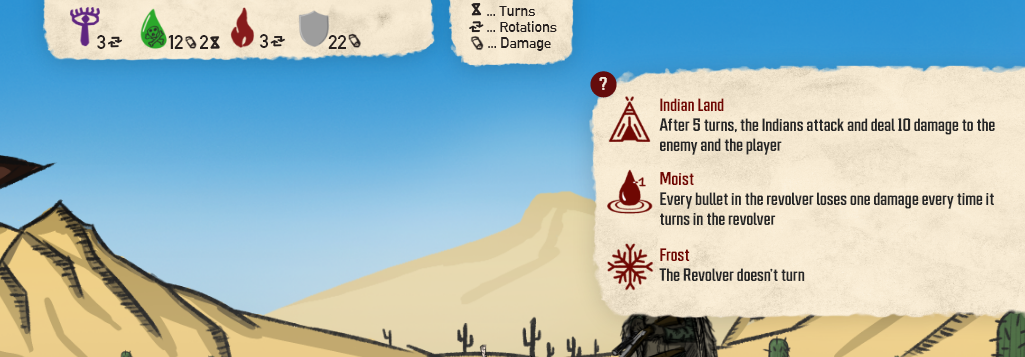 3
12 2
3
22
... Turns
... Rotations
... Damage
?
Indian Land
After 5 turns, the Indians attack and deal 10 damage to the
enemy and the player
-1
Moist
Every bullet in the revolver loses one damage every time it
turns in the revolver
Frost
The Revolver doesn't turn